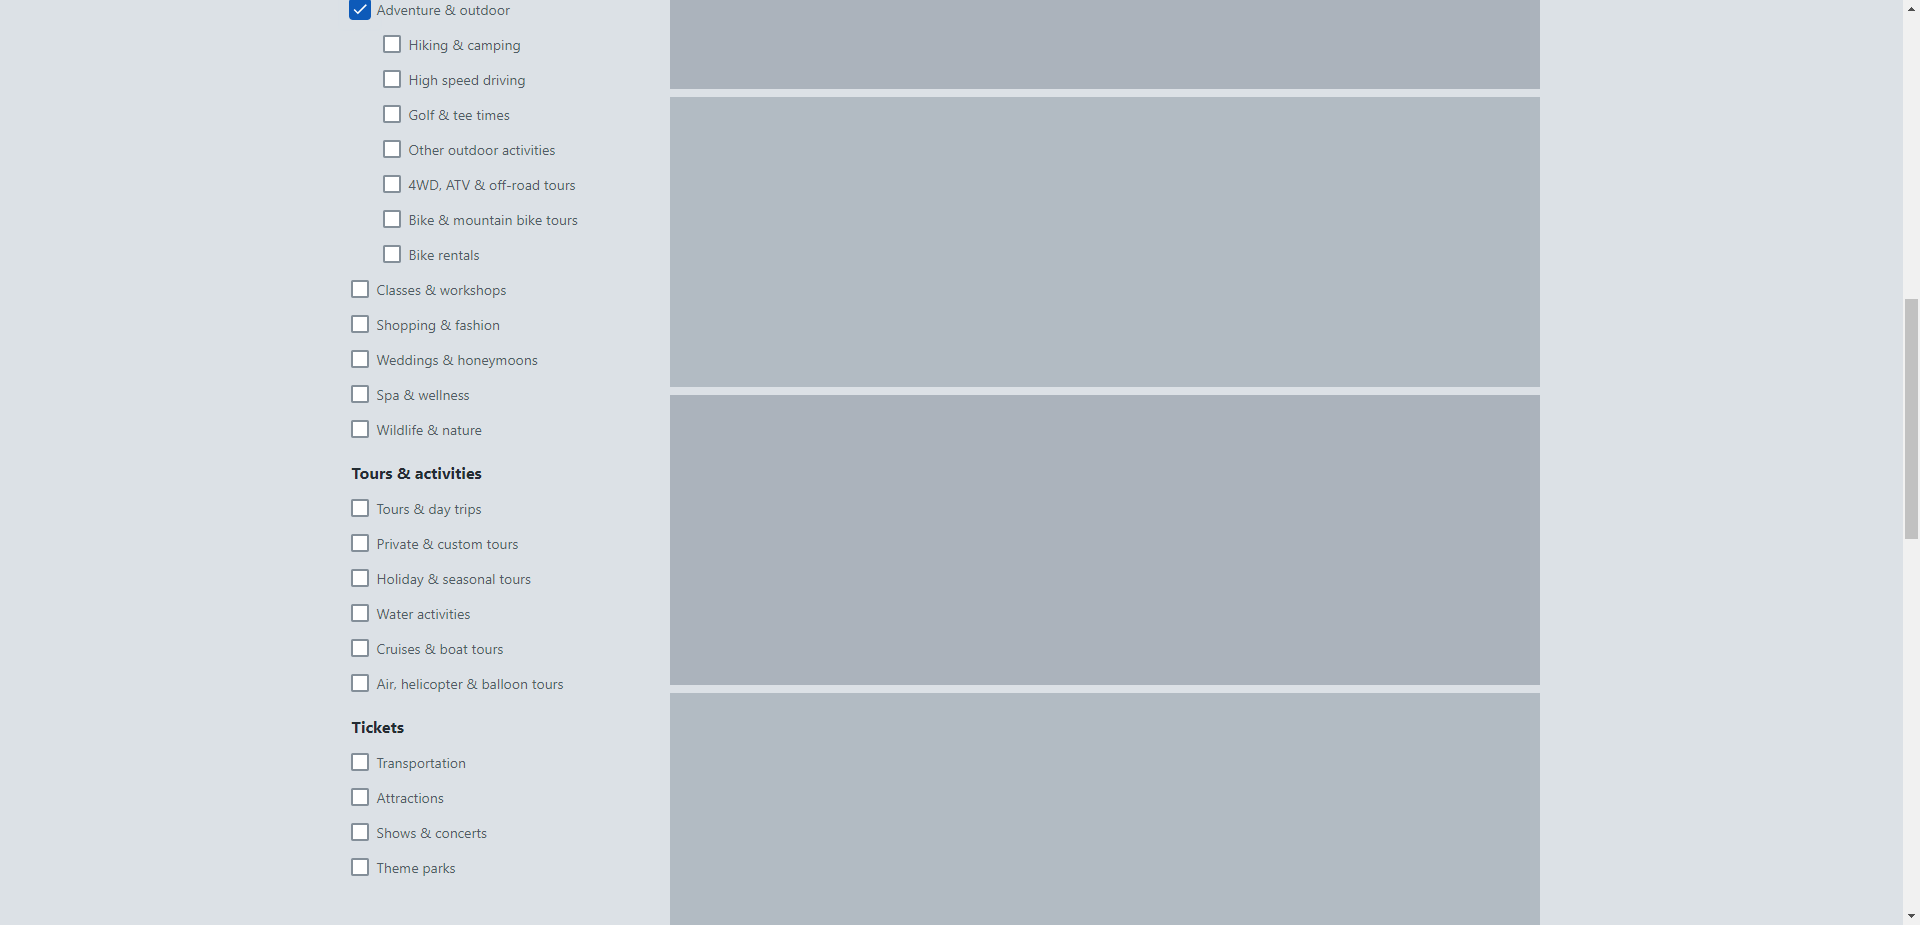 Adventure & outdoor
Hiking & camping
High speed driving
Golf & tee times
Other outdoor activities
4WD, ATV & off-road tours
Bike & mountain bike tours
Bike rentals
Classes & workshops
Shopping & fashion
Weddings & honeymoons
Spa & wellness
Wildlife & nature
Tours & activities
Tours & day trips
Private & custom tours
Holiday & seasonal tours
Water activities
Cruises & boat tours
Air, helicopter & balloon tours
Tickets
Transportation
Attractions
Shows & concerts
Theme parks